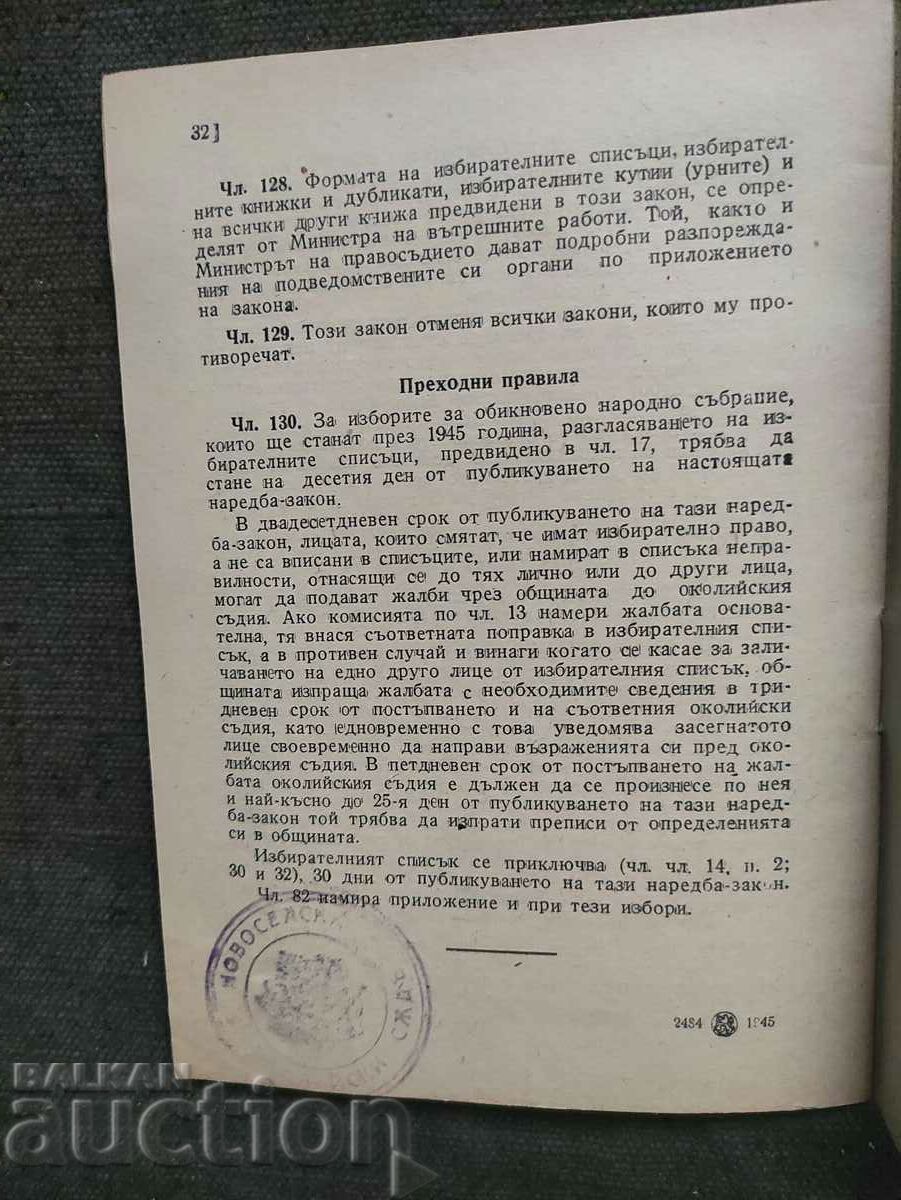 32]
Чл. 128. Формата на избирателните списъци, избирател-
ните книжки и дубликати, избирателните кутии (урните) и
на всички други книжа предвидени в този закон, се опре-
делят от Министра на вътрешните работи. Той, както и
Министрът на правосъдието дават подробни разпорежда-
ния на подведомствените си органи по приложението
на закона.
Чл. 129. Този закон отменя всички закони, които му про-
тиворечат.
Преходни правила
Чл. 130. За изборите за обикновено народно събрание,
които ще станат през 1945 година, разгласяването на из-
бирателните списъци, предвидено в чл. 17, трябва да
стане на десетия ден от публикуването на настоящата
наредба-закон.
В двадесетдневен срок от публикуването на тази наред-
ба-закон, лицата, които смятат, че имат избирателно право,
а не са вписани в списъците, или намират в списъка непра-
вилности, отнасящи се до тях лично или до други лица,
могат да подават жалби чрез общината до околийския
съдия. Ако комисията по чл. 13 намери жалбата основа-
телна, тя внася съответната поправка в избирателния спи-
сък, а в противен случай и винаги когато се касае за зали-
чаването на едно друго лице от избирателния списък, об-
щината изпраща жалбата с необходимите сведения в три-
дневен срок от постъпването и на съответния околийски
съдия, като едновременно с това уведомява засегнатото
лице своевременно да направи възраженията си пред око-
лийския съдия. В петдневен срок от постъпването на жал-
бата околийския съдия е длъжен да се произнесе по нея
и най-късно до 25-я ден от публикуването на тази наред-
ба-закон той трябва да изпрати преписи от определенията
си в общината.
Избирателният списък се приключва (чл. чл. 14, п. 2;
30 и 32), 30 дни от публикуването на тази наредба-закон.
Чл. 82 намира приложение и при тези избори.
НОВОСЕЛСКИ
СЖД
2484 1945
BALKAN
auction